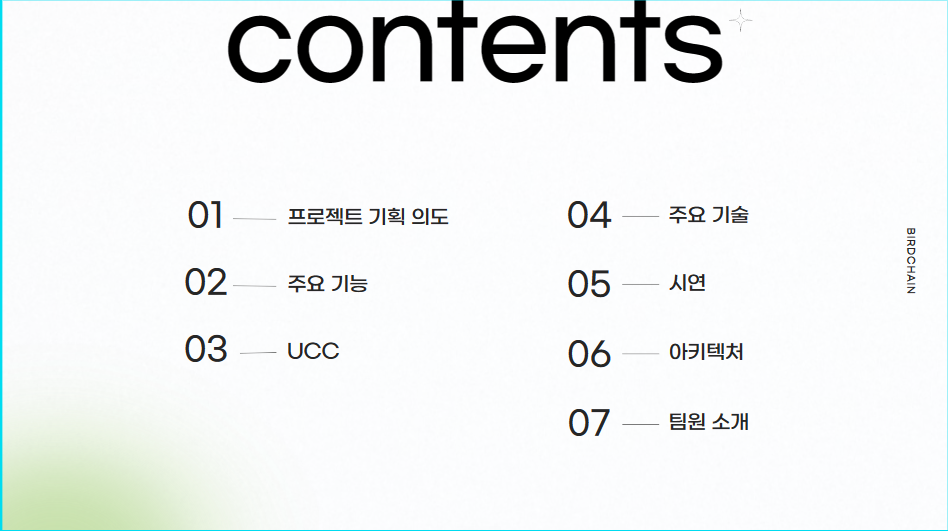 contents
01 프로젝트 기획 의도
02 주요 기능
03 UCC
04 주요 기술
05 시연
06 아키텍처
07 팀원 소개
BIRDCHAIN